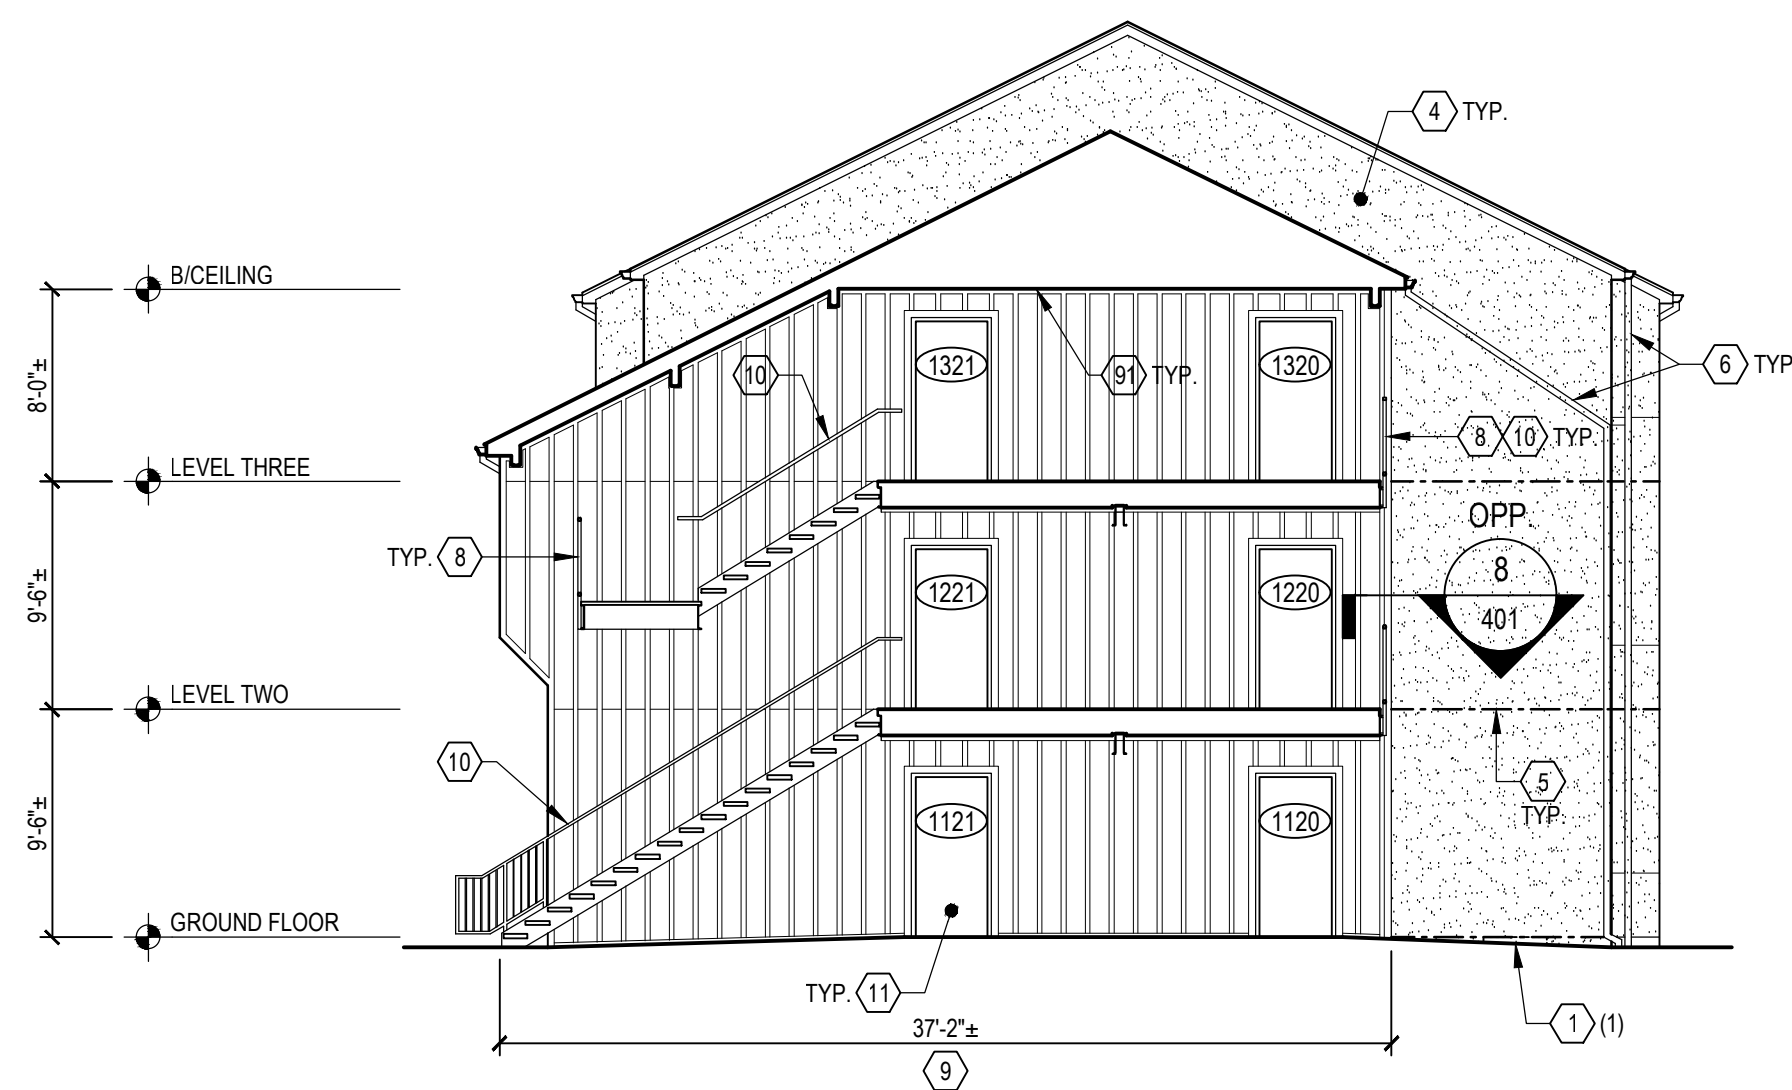 4 TYP.
B/CEILING
8'-0"±
1321
1320
10
91 TYP.
6 TYP
8 10 TYP.
LEVEL THREE
OPP.
8
401
TYP. 8
9'-6"±
1221
1220
LEVEL TWO
10
5
TYP.
9'-6"±
1121
1120
GROUND FLOOR
TYP. 11
1 (1)
37'-2"±
9